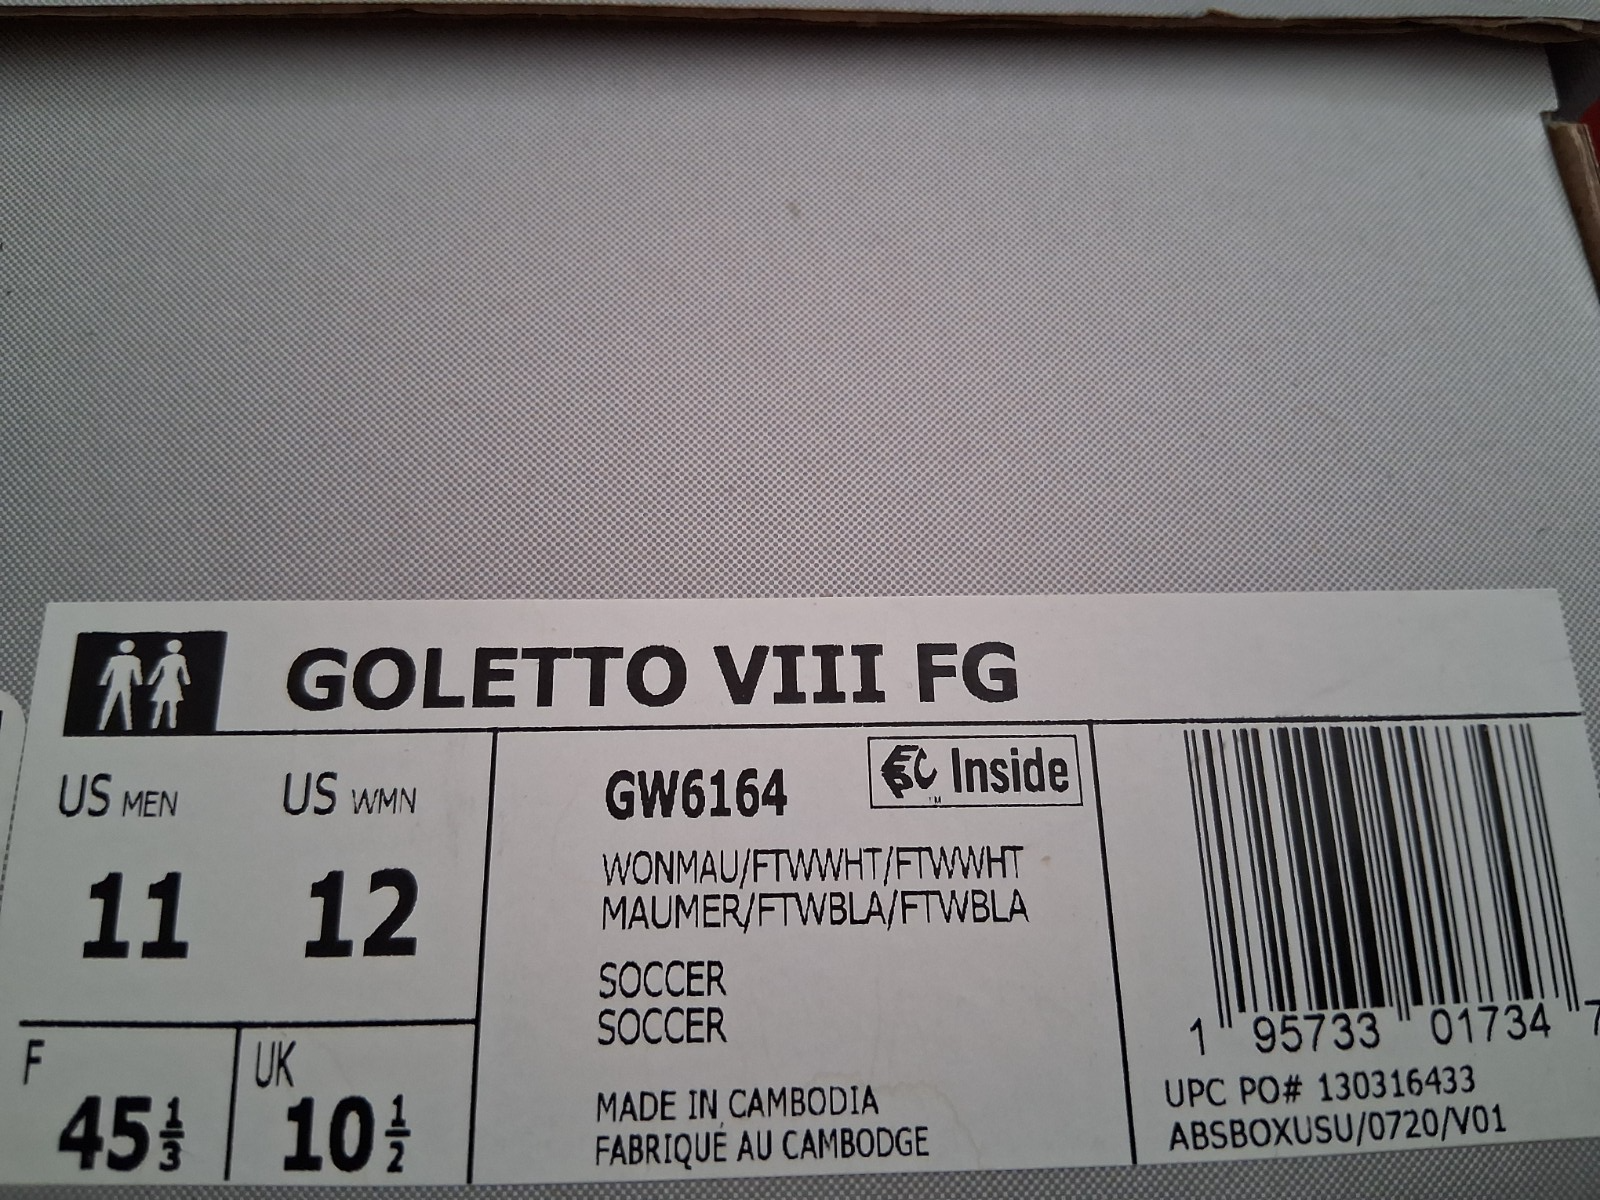 GOLETTO VIII FG
US MEN
US WMN
11
12
F
45 1/3
UK
10 1/2
GW6164
Inside
WONMAU/FTWWHT/FTWWHT
MAUMER/FTWBLA/FTWBLA
SOCCER
SOCCER
MADE IN CAMBODIA
FABRIQUÉ AU CAMBODGE
1 95733 01734 7
UPC PO# 130316433
ABSBOXUSU/0720/V01